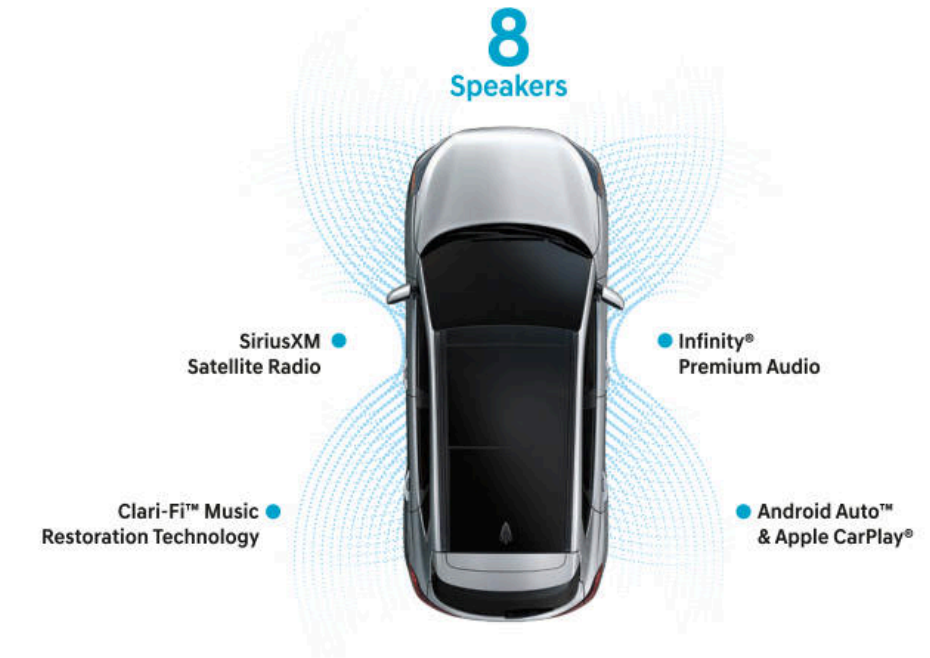 8
Speakers
SiriusXM
Satellite Radio
Infinity®
Premium Audio
Clari-Fi™ Music
Restoration Technology
Android Auto™
& Apple CarPlay®